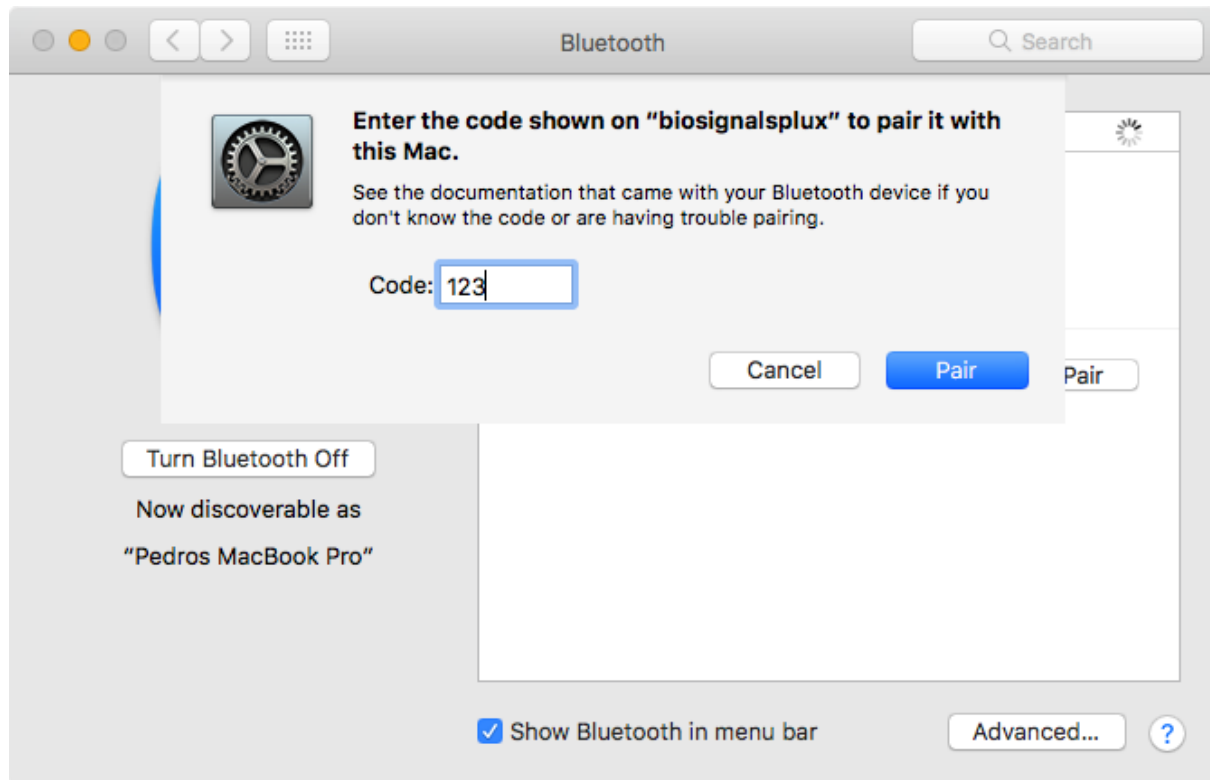 Bluetooth
Search
Enter the code shown on “biosignalsplux” to pair it with
this Mac.
See the documentation that came with your Bluetooth device if you
don't know the code or are having trouble pairing.
Code: 123
Cancel
Pair
Pair
Turn Bluetooth Off
Now discoverable as
“Pedros MacBook Pro”
Show Bluetooth in menu bar
Advanced...
?